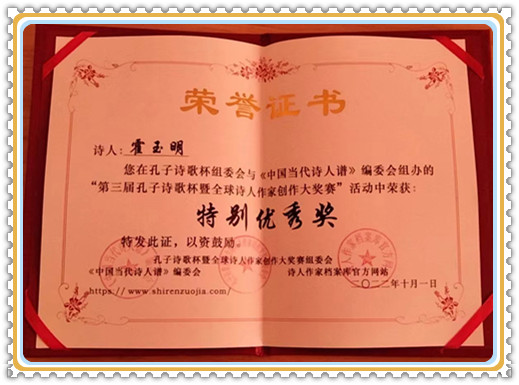 荣誉证书
诗人：霍玉明
您在孔子诗歌杯组委会与《中国当代诗人谱》编委会组办的
“第三届孔子诗歌杯暨全球诗人作家创作大奖赛”活动中荣获：
特别优秀奖
特发此证，以资鼓励。
孔子诗歌杯暨全球诗人作家创作大奖赛组委会
《中国当代诗人谱》编委会 诗人作家档案库官方网站
https://www.shirenzuojia.com/ 二〇二二年十月一日